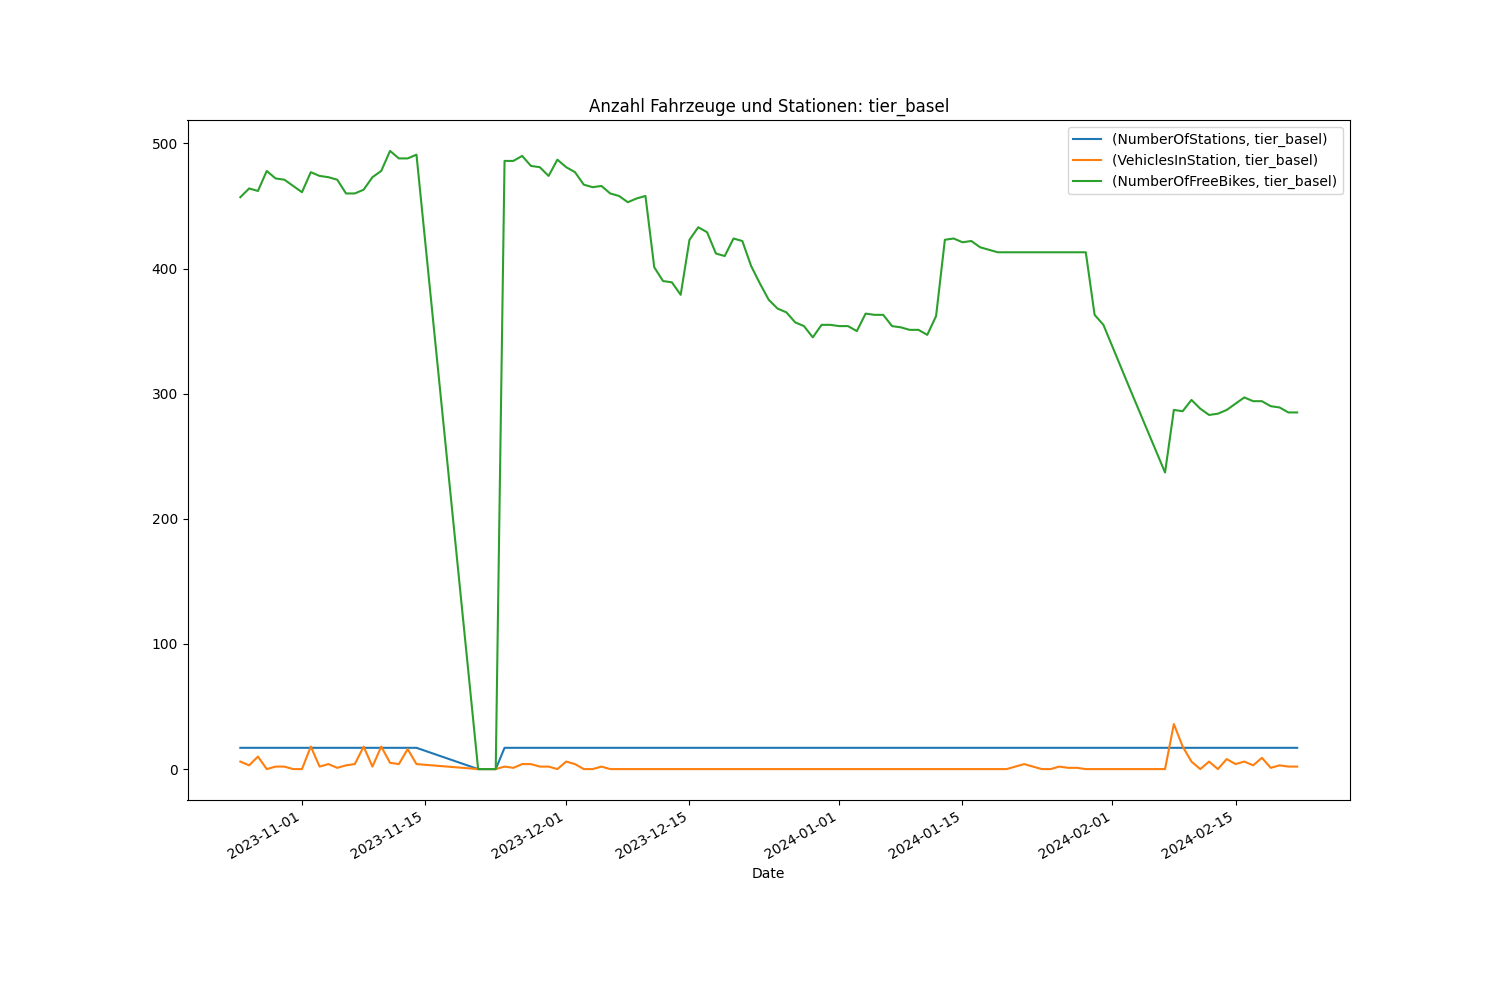 Anzahl Fahrzeuge und Stationen: tier_basel
(NumberOfStations, tier_basel)
(VehiclesInStation, tier_basel)
(NumberOfFreeBikes, tier_basel)
500
400
300
200
100
0
2023-11-01
2023-11-15
2023-12-01
2023-12-15
2024-01-01
2024-01-15
2024-02-01
2024-02-15
Date